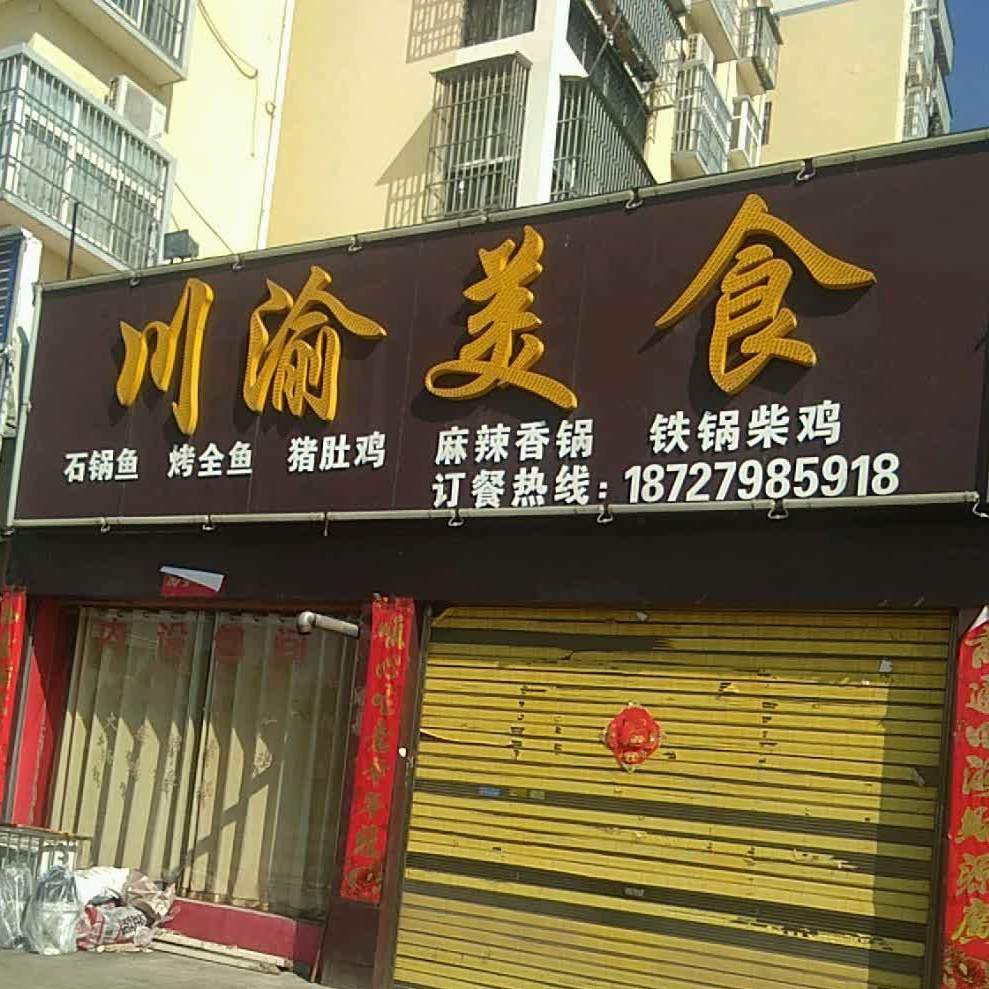 川渝美食
石锅鱼 烤全鱼 猪肚鸡 麻辣香锅 铁锅柴鸡
订餐热线:18727985918